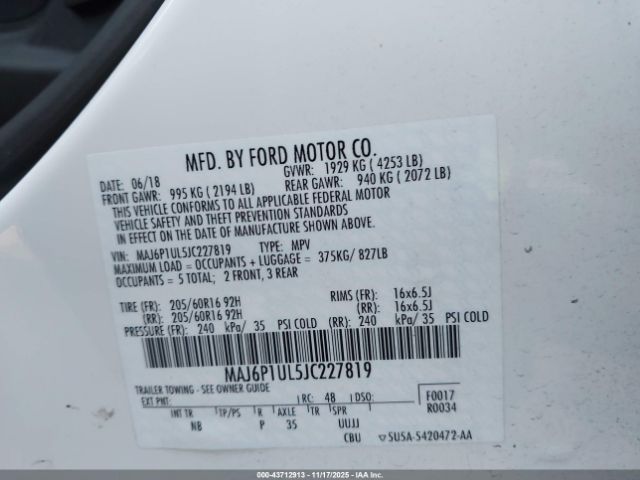 MFD. BY FORD MOTOR CO.
DATE: 06/18 GVWR: 1929 KG ( 4253 LB)
FRONT GAWR: 995 KG ( 2194 LB) REAR GAWR: 940 KG ( 2072 LB)
THIS VEHICLE CONFORMS TO ALL APPLICABLE FEDERAL MOTOR
VEHICLE SAFETY AND THEFT PREVENTION STANDARDS
IN EFFECT ON THE DATE OF MANUFACTURE SHOWN ABOVE.
VIN: MAJ6P1UL5JC227819 TYPE: MPV
MAXIMUM LOAD = OCCUPANTS + LUGGAGE = 375KG/ 827LB
OCCUPANTS = 5 TOTAL; 2 FRONT, 3 REAR
TIRE (FR): 205/60R16 92H RIMS (FR): 16x6.5J
(RR): 205/60R16 92H (RR): 16x6.5J
PRESSURE (FR): 240 kPa/ 35 PSI COLD (RR): 240 kPa/ 35 PSI COLD
MAJ6P1UL5JC227819
TRAILER TOWING - SEE OWNER GUIDE
EXT PNT: RC: 48 DSO: F0017
R0034
INT TR TP/PS R AXLE TR SPR
NB P 35 UUJJ
CBU SU5A-5420472-AA
000-43712913 - 11/17/2025 - IAAI.com